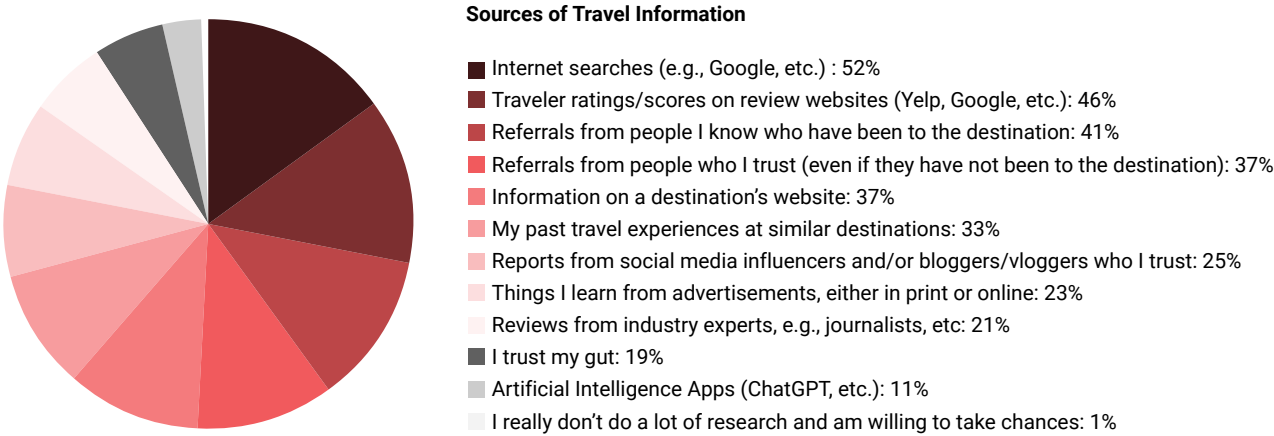 Sources of Travel Information
Internet searches (e.g., Google, etc.) : 52%
Traveler ratings/scores on review websites (Yelp, Google, etc.): 46%
Referrals from people I know who have been to the destination: 41%
Referrals from people who I trust (even if they have not been to the destination): 37%
Information on a destination’s website: 37%
My past travel experiences at similar destinations: 33%
Reports from social media influencers and/or bloggers/vloggers who I trust: 25%
Things I learn from advertisements, either in print or online: 23%
Reviews from industry experts, e.g., journalists, etc: 21%
I trust my gut: 19%
Artificial Intelligence Apps (ChatGPT, etc.): 11%
I really don’t do a lot of research and am willing to take chances: 1%